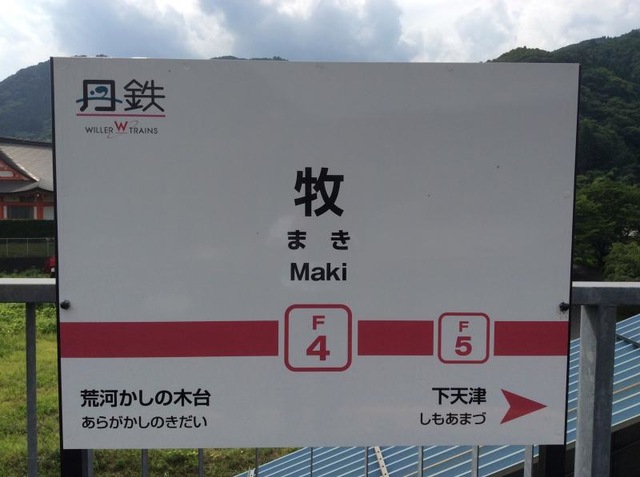 丹鉄
WILLER TRAINS
牧
まき
Maki
F
4
F
5
荒河かしの木台
あらがかしのきだい
下天津
しもあまづ